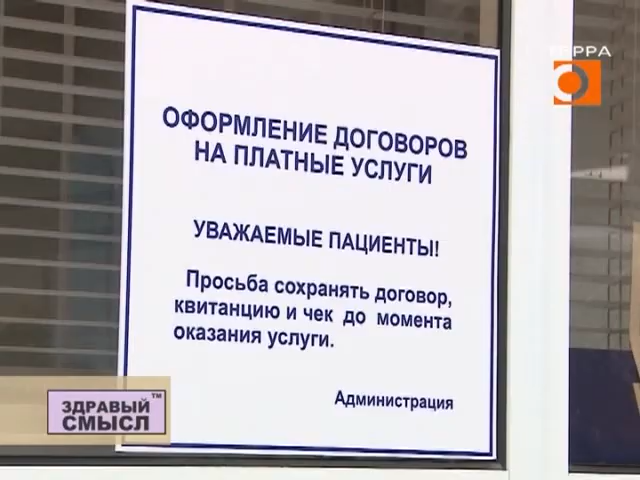 ТЕРРА
ОФОРМЛЕНИЕ ДОГОВОРОВ
НА ПЛАТНЫЕ УСЛУГИ
УВАЖАЕМЫЕ ПАЦИЕНТЫ!
Просьба сохранять договор,
квитанцию и чек до момента
оказания услуги.
Администрация
ЗДРАВЫЙ ™
СМЫСЛ